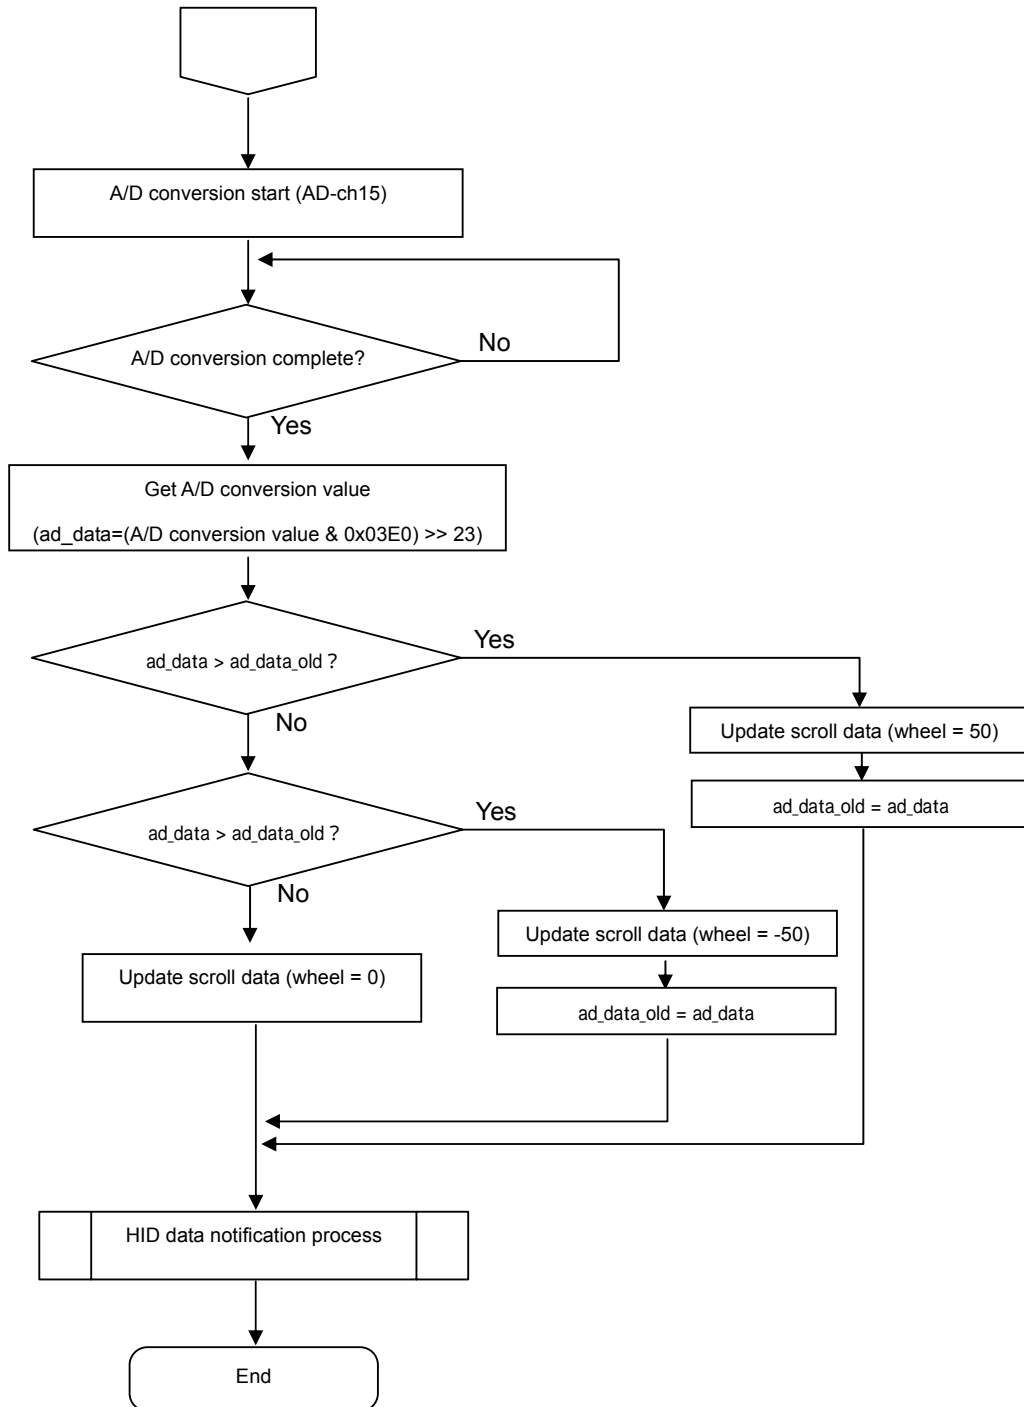 A/D conversion start (AD-ch15)
A/D conversion complete?
No
Yes
Get A/D conversion value
(ad_data=(A/D conversion value & 0x03E0) >> 23)
ad_data > ad_data_old ?
Yes
No
Update scroll data (wheel = 50)
ad_data_old = ad_data
ad_data > ad_data_old ?
Yes
No
Update scroll data (wheel = -50)
ad_data_old = ad_data
Update scroll data (wheel = 0)
HID data notification process
End